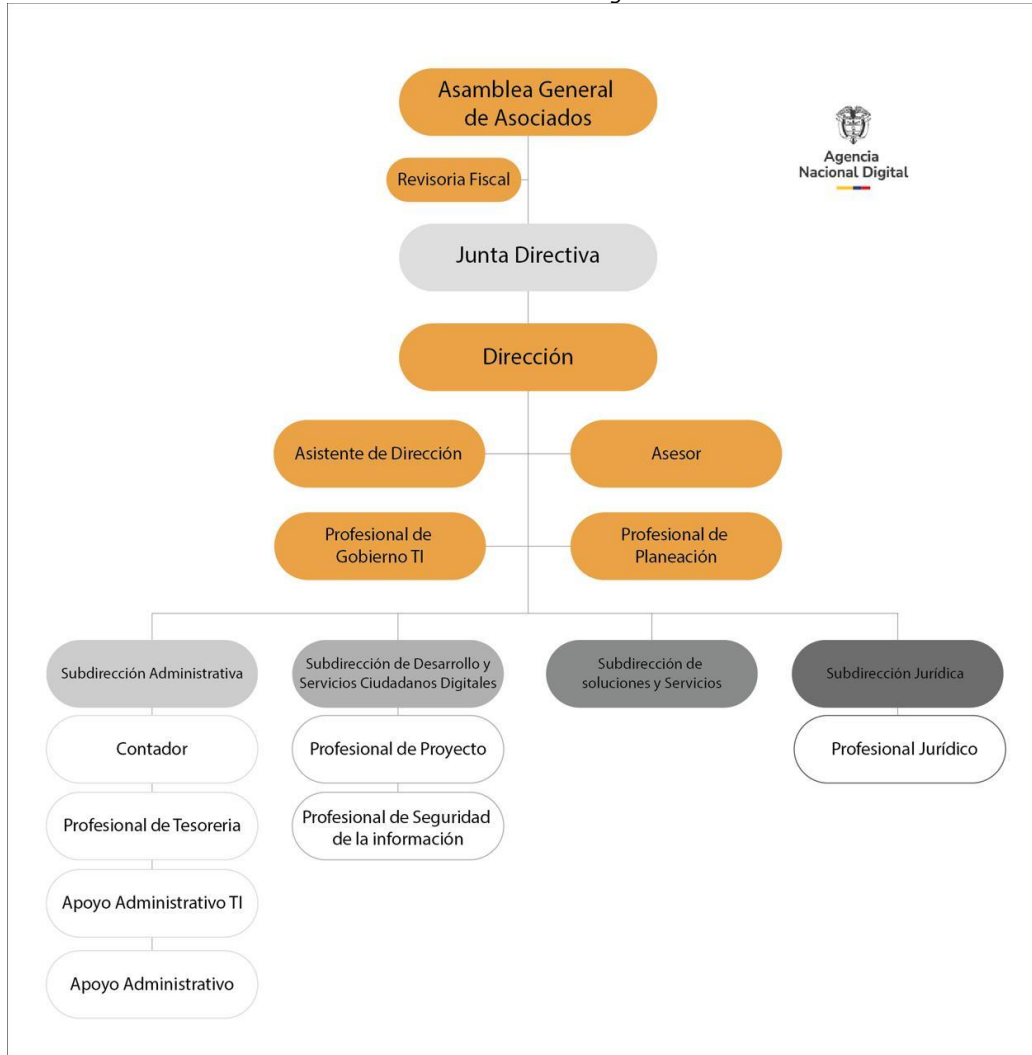 Asamblea General
de Asociados
Agencia
Nacional Digital
Revisoria Fiscal
Junta Directiva
Dirección
Asistente de Dirección
Asesor
Profesional de
Gobierno TI
Profesional de
Planeación
Subdirección Administrativa
Subdirección de Desarrollo y
Servicios Ciudadanos Digitales
Subdirección de
soluciones y Servicios
Subdirección Jurídica
Contador
Profesional de Proyecto
Profesional Jurídico
Profesional de Tesoreria
Profesional de Seguridad
de la información
Apoyo Administrativo TI
Apoyo Administrativo